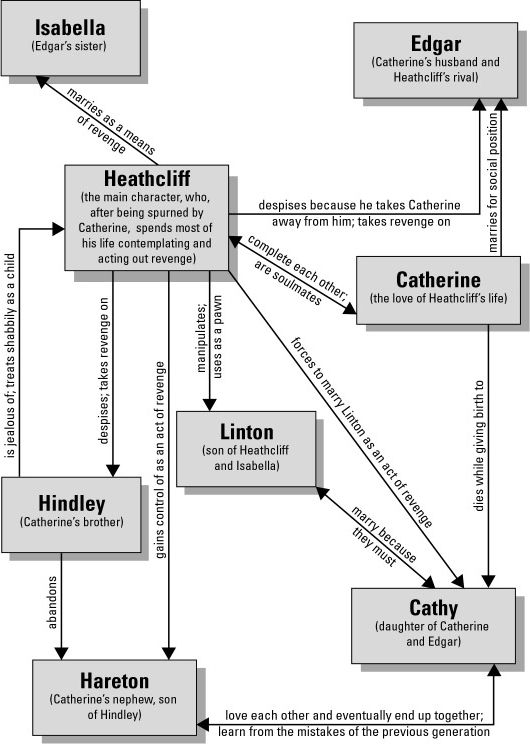 Isabella
(Edgar's sister)
Edgar
(Catherine's husband and
Heathcliff's rival)
marries as a means
of revenge
marries for social position
Heathcliff
(the main character, who,
after being spurned by
Catherine, spends most of
his life contemplating and
acting out revenge)
despises because he takes Catherine
away from him; takes revenge on
complete each other;
are soulmates
Catherine
(the love of Heathcliff's life)
is jealous of; treats shabbily as a child
despises; takes revenge on
gains control of as an act of revenge
manipulates;
uses as a pawn
forces to marry Linton as an act of revenge
dies while giving birth to
Linton
(son of Heathcliff
and Isabella)
Hindley
(Catherine's brother)
marry because
they must
abandons
Cathy
(daughter of Catherine
and Edgar)
Hareton
(Catherine's nephew, son
of Hindley)
love each other and eventually end up together;
learn from the mistakes of the previous generation